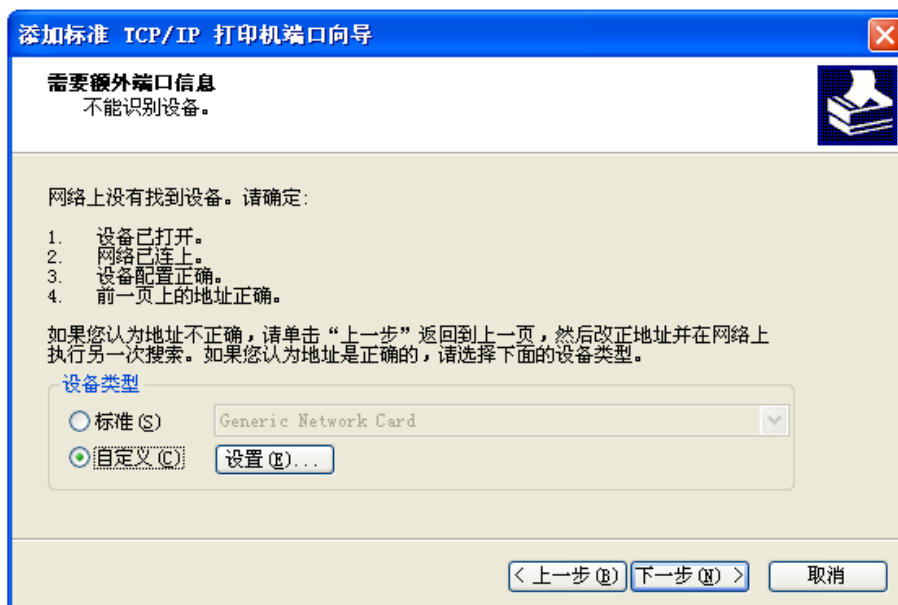 添加标准 TCP/IP 打印机端口向导
需要额外端口信息
不能识别设备。
网络上没有找到设备。请确定:
1. 设备已打开。
2. 网络已连上。
3. 设备配置正确。
4. 前一页上的地址正确。
如果您认为地址不正确，请单击“上一步”返回到上一页，然后改正地址并在网络上
执行另一次搜索。如果您认为地址是正确的，请选择下面的设备类型。
设备类型
标准(S) Generic Network Card
自定义(C) 设置(E)...
< 上一步(B) 下一步(N) > 取消